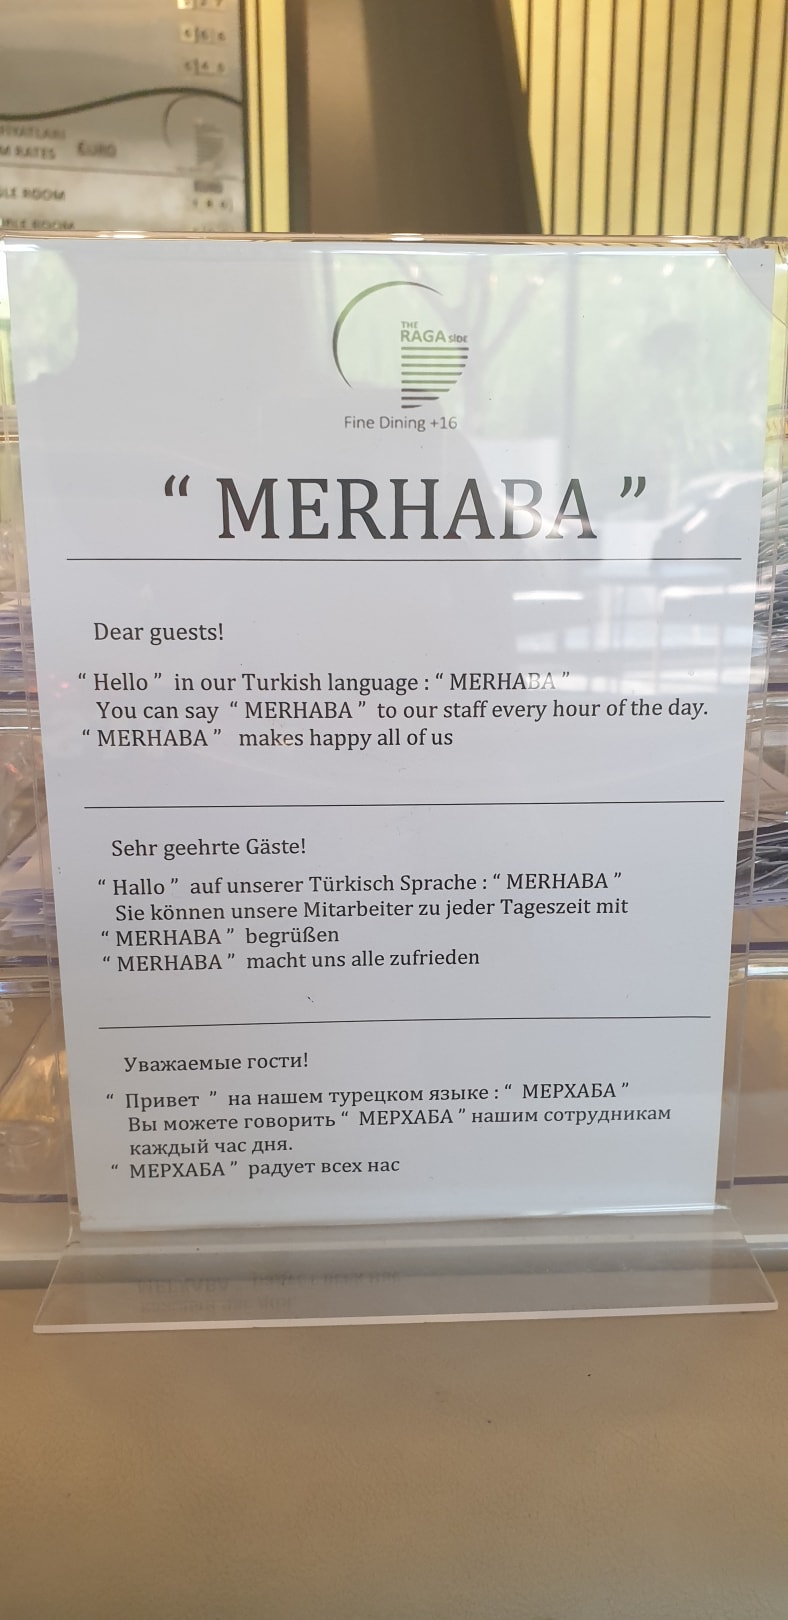 EURO
ROOM
THE
RAGA SIDE
Fine Dining +16
“ MERHABA ”
Dear guests!
“ Hello ” in our Turkish language : “ MERHABA ”
You can say “ MERHABA ” to our staff every hour of the day.
“ MERHABA ” makes happy all of us
Sehr geehrte Gäste!
“ Hallo ” auf unserer Türkisch Sprache : “ MERHABA ”
Sie können unsere Mitarbeiter zu jeder Tageszeit mit
“ MERHABA ” begrüßen
“ MERHABA ” macht uns alle zufrieden
Уважаемые гости!
“ Привет ” на нашем турецком языке : “ МЕРХАБА ”
Вы можете говорить “ МЕРХАБА ” нашим сотрудникам
каждый час дня.
“ МЕРХАБА ” радует всех нас